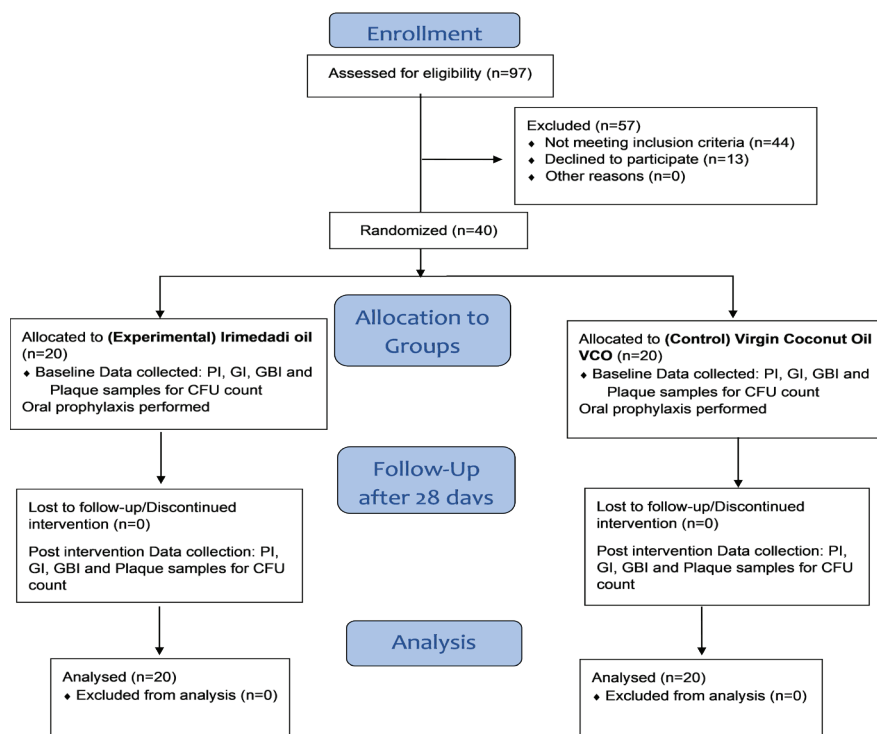 Enrollment
Assessed for eligibility (n=97)
Excluded (n=57)
♦ Not meeting inclusion criteria (n=44)
♦ Declined to participate (n=13)
♦ Other reasons (n=0)
Randomized (n=40)
Allocation to
Groups
Allocated to (Experimental) Irimedadi oil
(n=20)
♦ Baseline Data collected: PI, GI, GBI and
Plaque samples for CFU count
Oral prophylaxis performed
Allocated to (Control) Virgin Coconut Oil
VCO (n=20)
♦ Baseline Data collected: PI, GI, GBI and
Plaque samples for CFU count
Oral prophylaxis performed
Follow-Up
after 28 days
Lost to follow-up/Discontinued
intervention (n=0)
Post intervention Data collection: PI,
GI, GBI and Plaque samples for CFU
count
Lost to follow-up/Discontinued
intervention (n=0)
Post intervention Data collection: PI,
GI, GBI and Plaque samples for CFU
count
Analysis
Analysed (n=20)
♦ Excluded from analysis (n=0)
Analysed (n=20)
♦ Excluded from analysis (n=0)